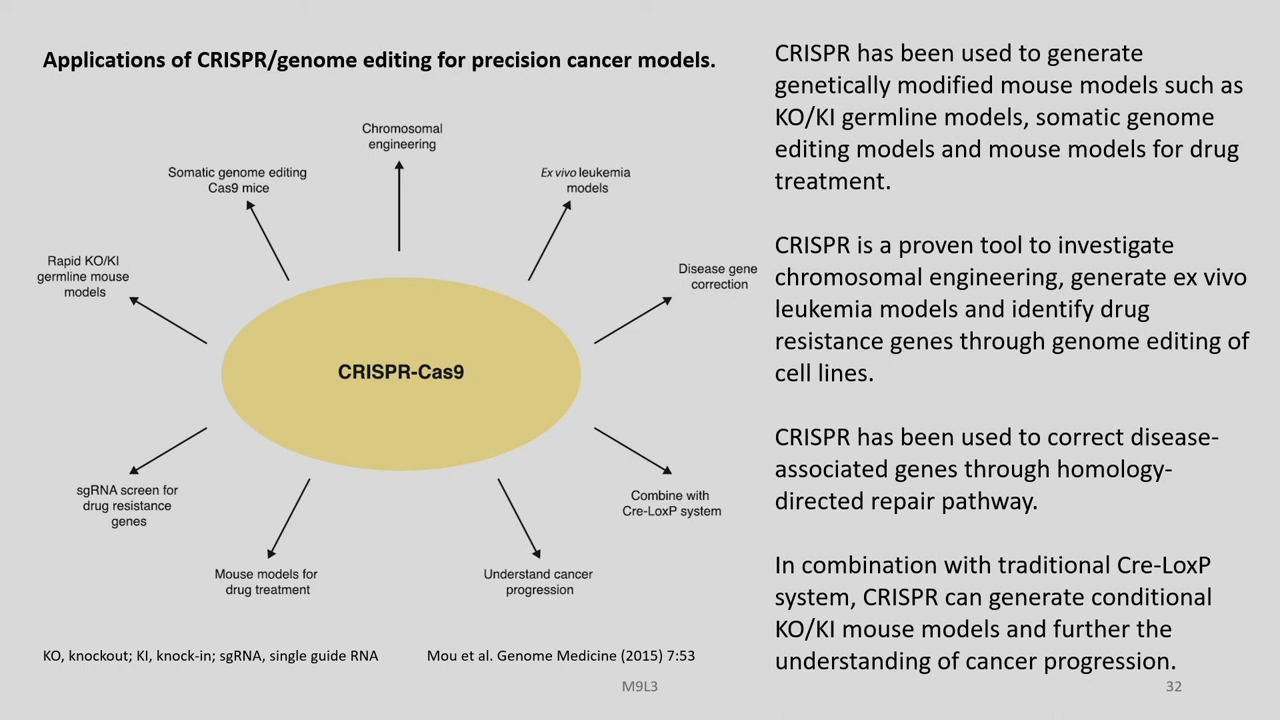 Applications of CRISPR/genome editing for precision cancer models.
Chromosomal
engineering
Somatic genome editing
Cas9 mice
Ex vivo leukemia
models
Rapid KO/KI
germline mouse
models
Disease gene
correction
CRISPR-Cas9
sgRNA screen for
drug resistance
genes
Combine with
Cre-LoxP system
Mouse models for
drug treatment
Understand cancer
progression
KO, knockout; KI, knock-in; sgRNA, single guide RNA
Mou et al. Genome Medicine (2015) 7:53
CRISPR has been used to generate
genetically modified mouse models such as
KO/KI germline models, somatic genome
editing models and mouse models for drug
treatment.
CRISPR is a proven tool to investigate
chromosomal engineering, generate ex vivo
leukemia models and identify drug
resistance genes through genome editing of
cell lines.
CRISPR has been used to correct disease-
associated genes through homology-
directed repair pathway.
In combination with traditional Cre-LoxP
system, CRISPR can generate conditional
KO/KI mouse models and further the
understanding of cancer progression.
M9L3
32